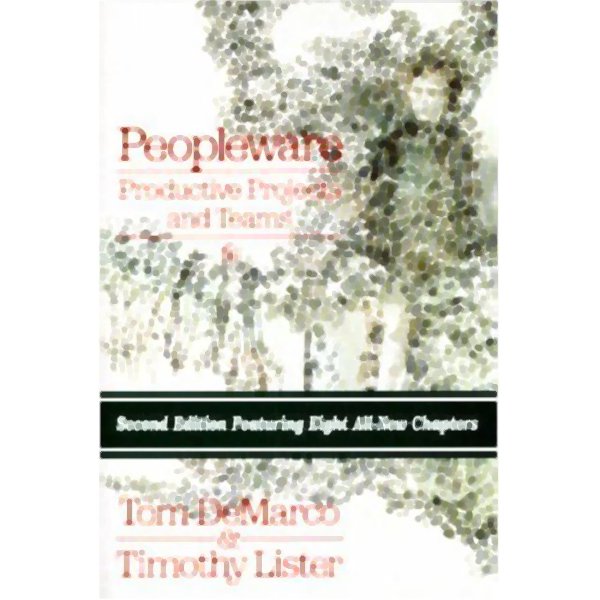 Peopleware
Productive Projects
and Teams
Second Edition Featuring Eight All-New Chapters
Tom DeMarco
&
Timothy Lister